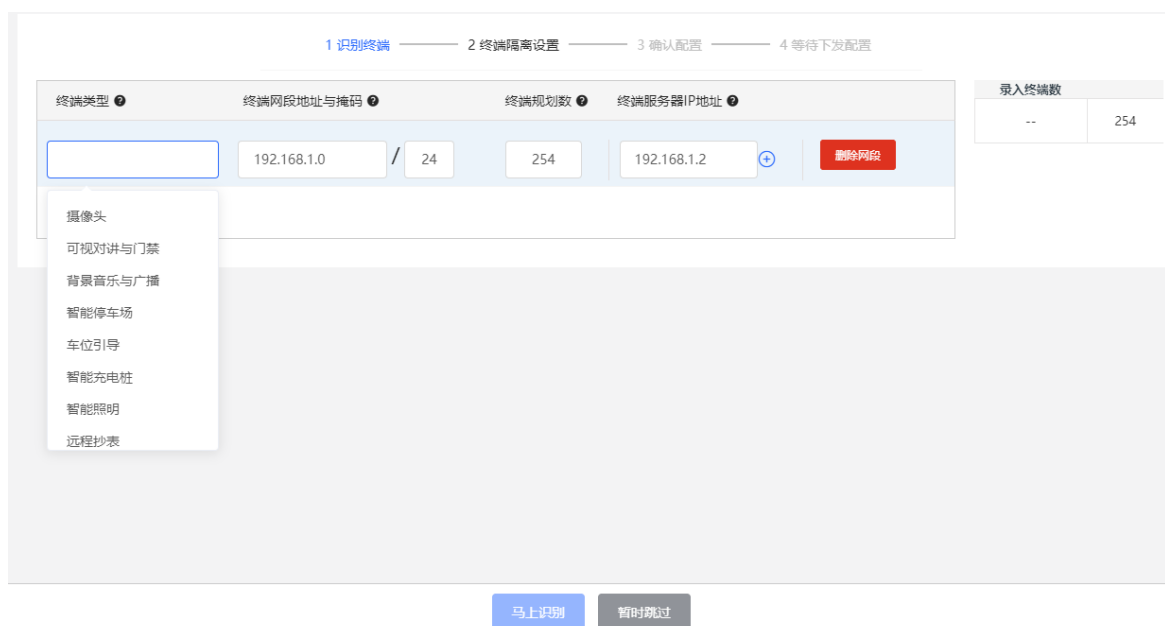 1 识别终端 2 终端隔离设置 3 确认配置 4 等待下发配置
终端类型 终端网段地址与掩码 终端规划数 终端服务器IP地址
录入终端数
-- 254
192.168.1.0 / 24 254 192.168.1.2 删除网段
摄像头
可视对讲与门禁
背景音乐与广播
智能停车场
车位引导
智能充电桩
智能照明
远程抄表
马上识别 暂时跳过